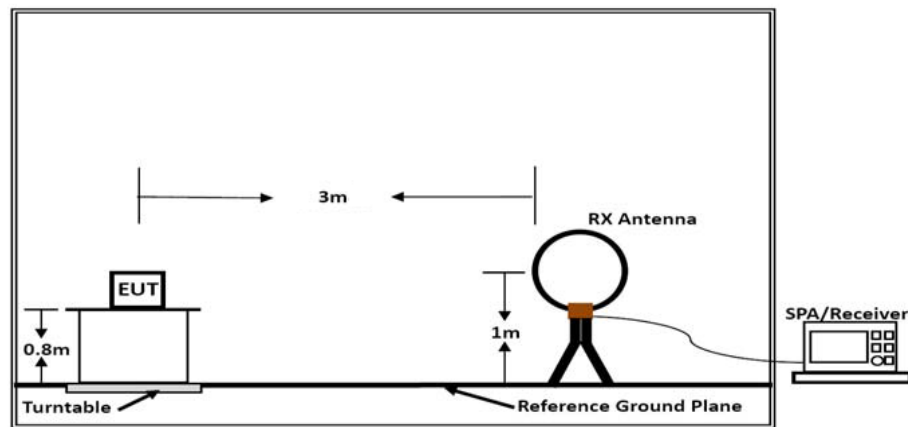 3m
RX Antenna
EUT
1m
SPA/Receiver
0.8m
Turntable
Reference Ground Plane